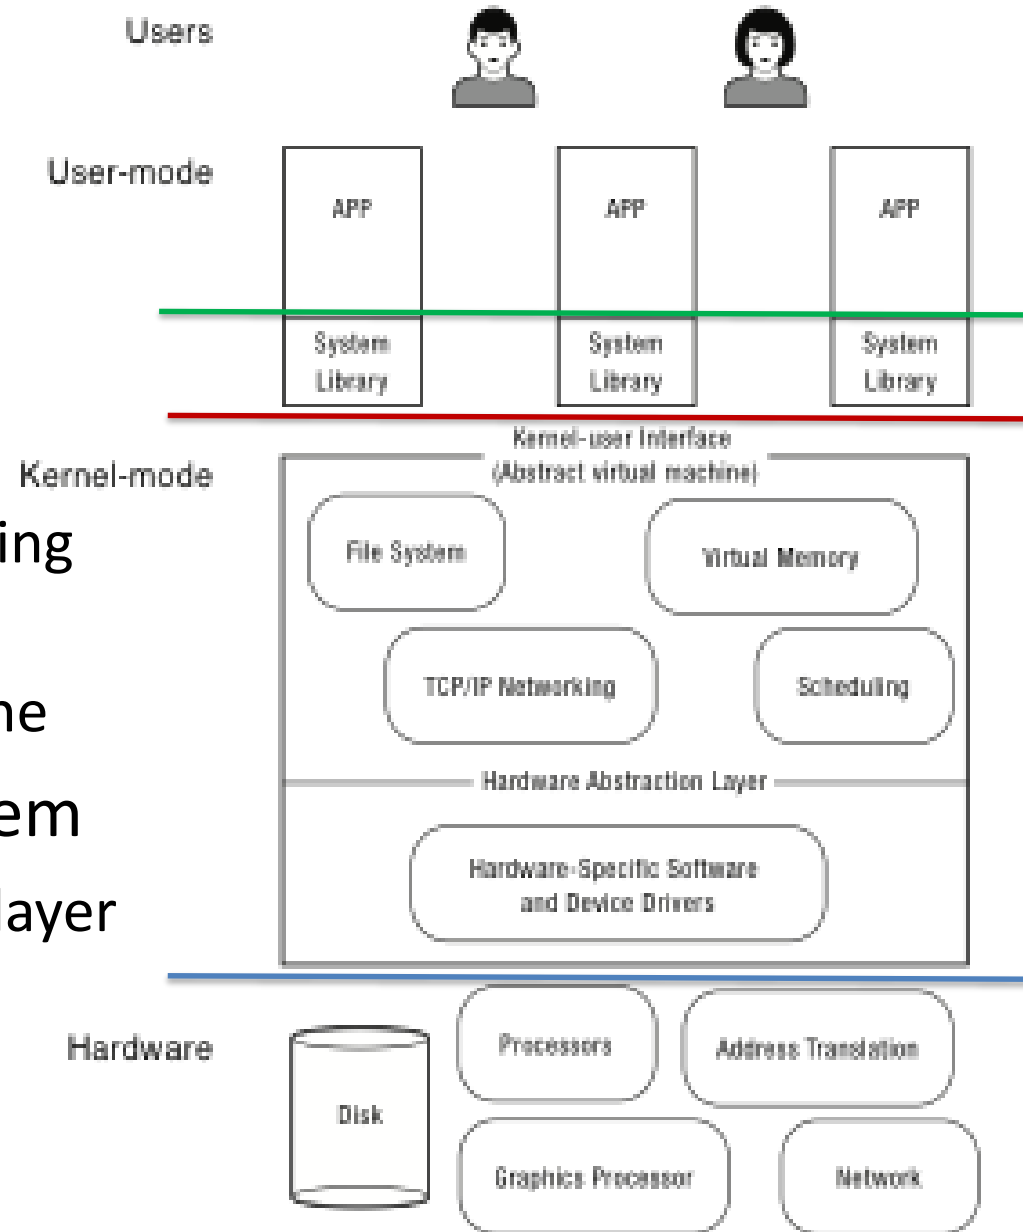 Users
User-mode
APP
APP
APP
System
Library
System
Library
System
Library
Kernel-user Interface
(Abstract virtual machine)
Kernel-mode
ing
ne
em
layer
File System
Virtual Memory
TCP/IP Networking
Scheduling
Hardware Abstraction Layer
Hardware-Specific Software
and Device Drivers
Hardware
Disk
Processors
Address Translation
Graphics Processor
Network